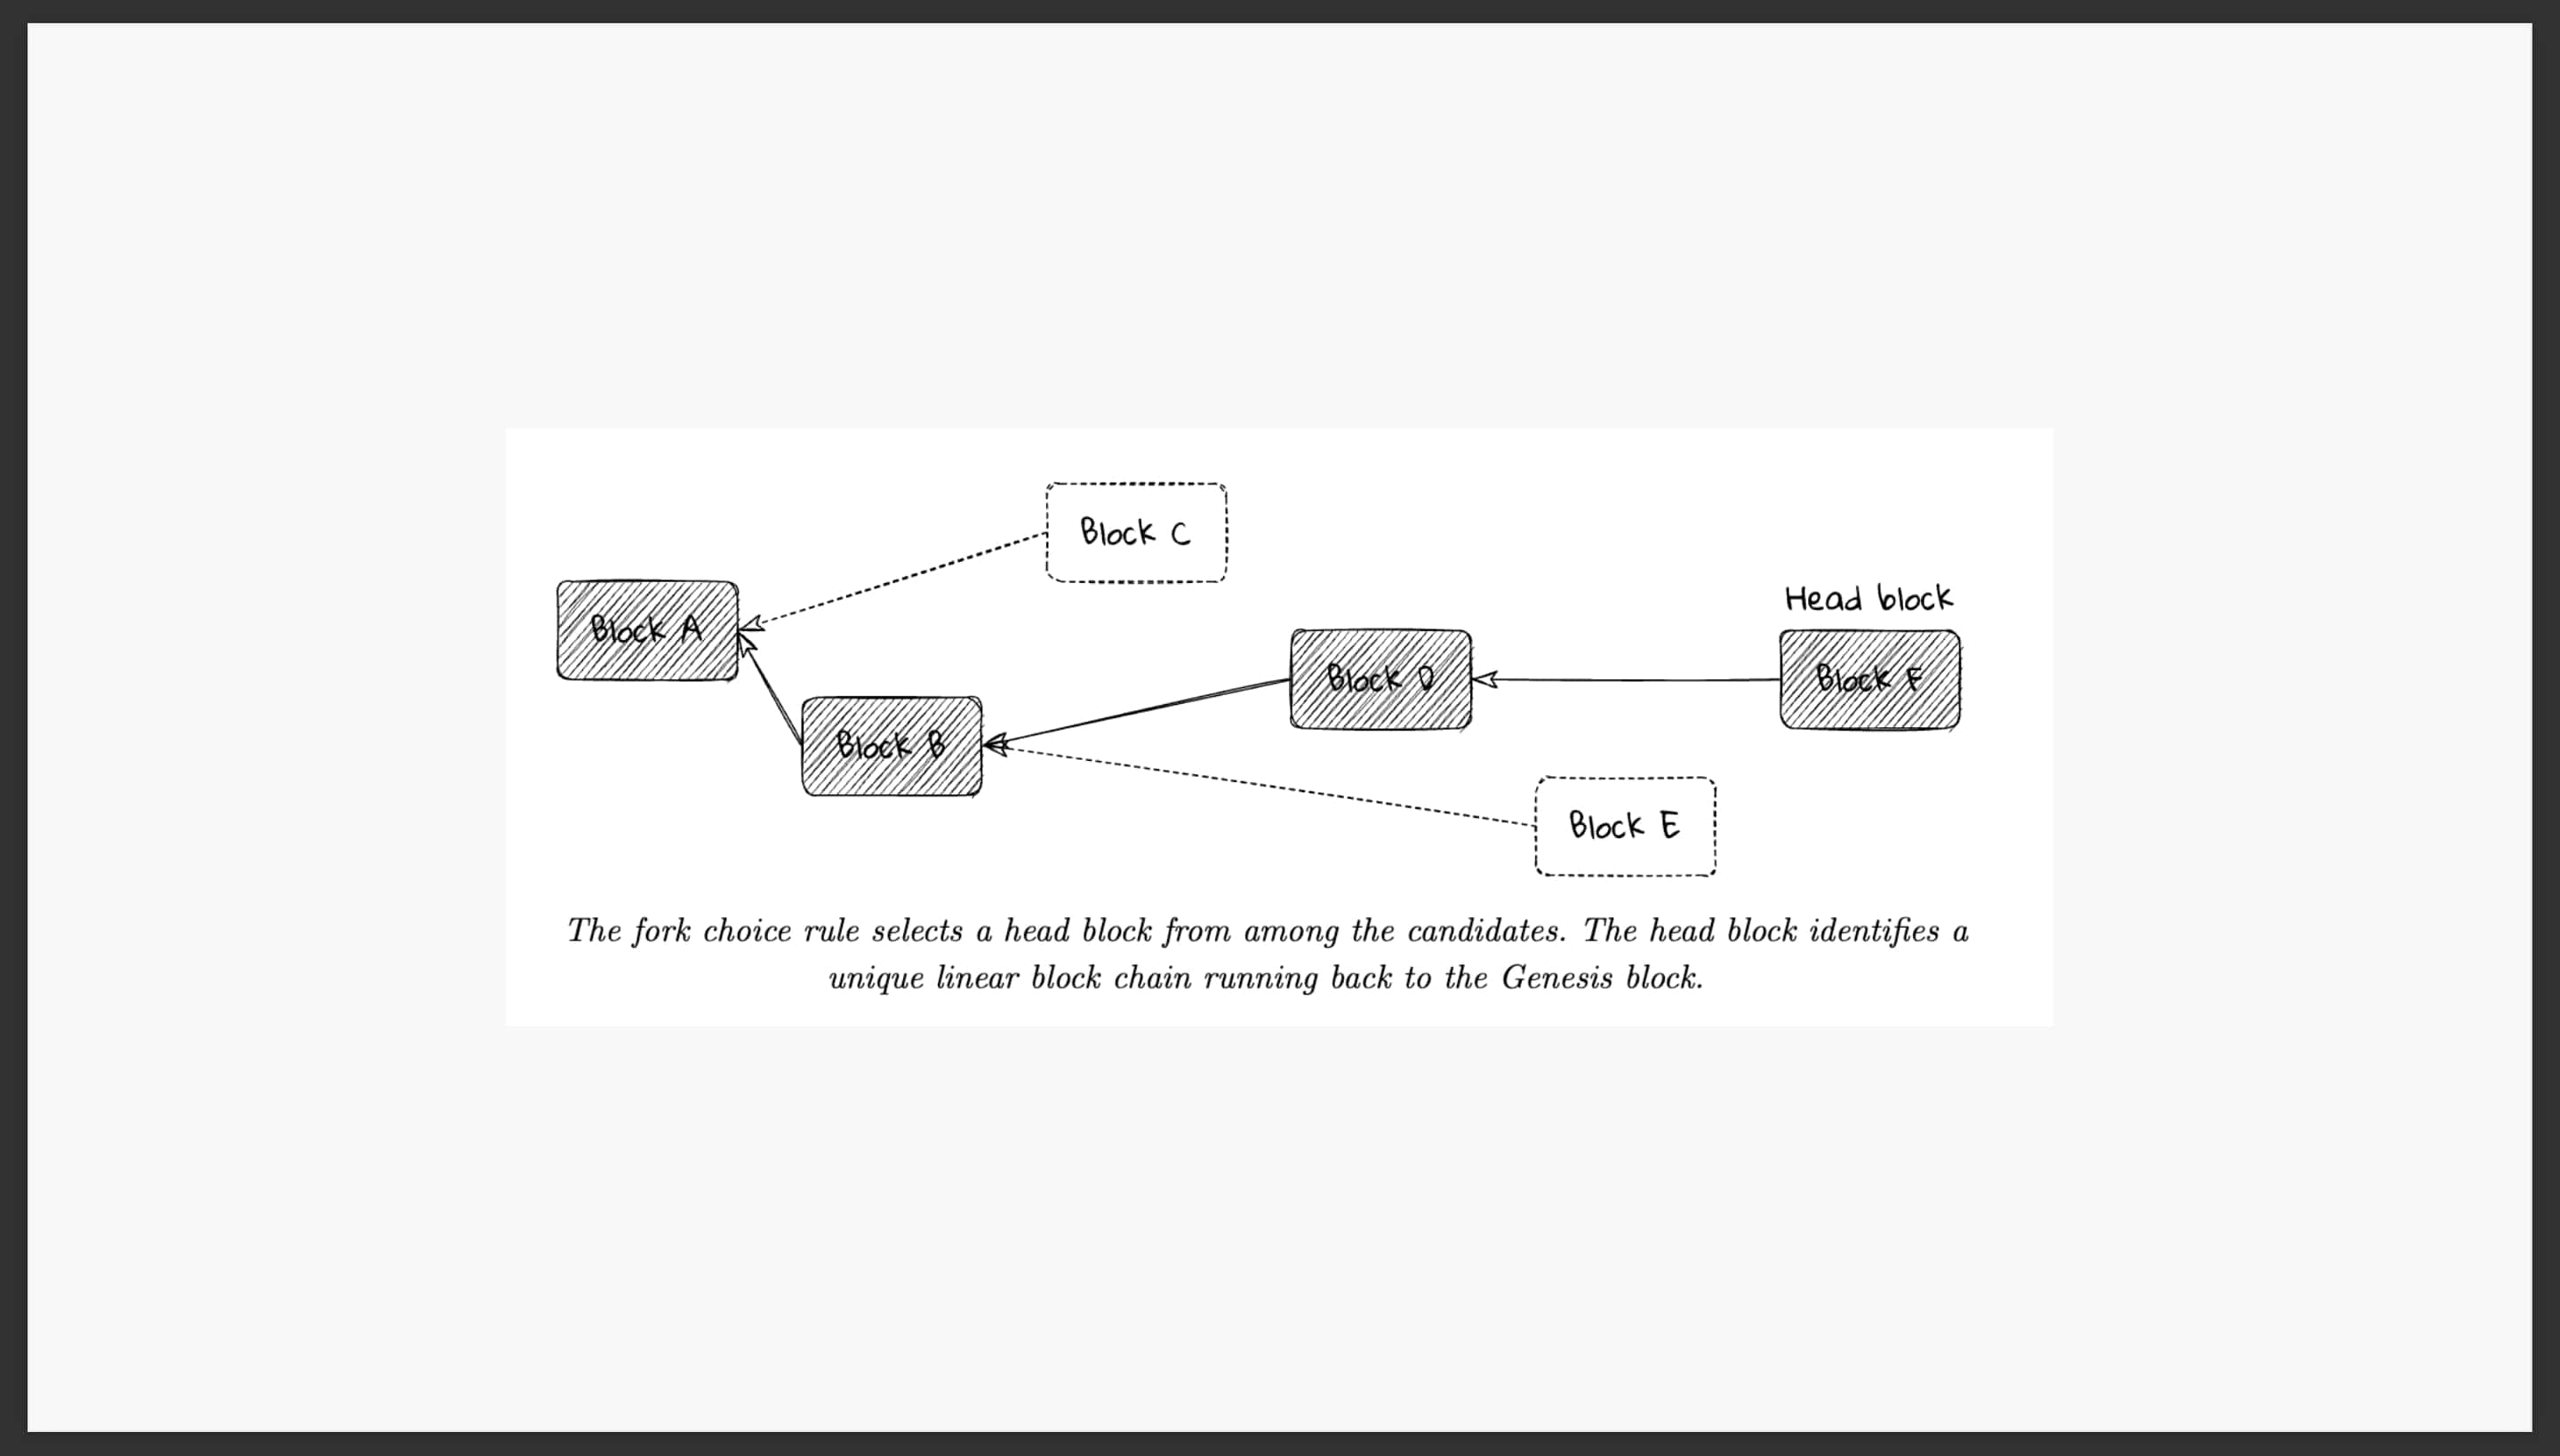 Block C
Block A
Head block
Block D
Block F
Block B
Block E
The fork choice rule selects a head block from among the candidates. The head block identifies a
unique linear block chain running back to the Genesis block.